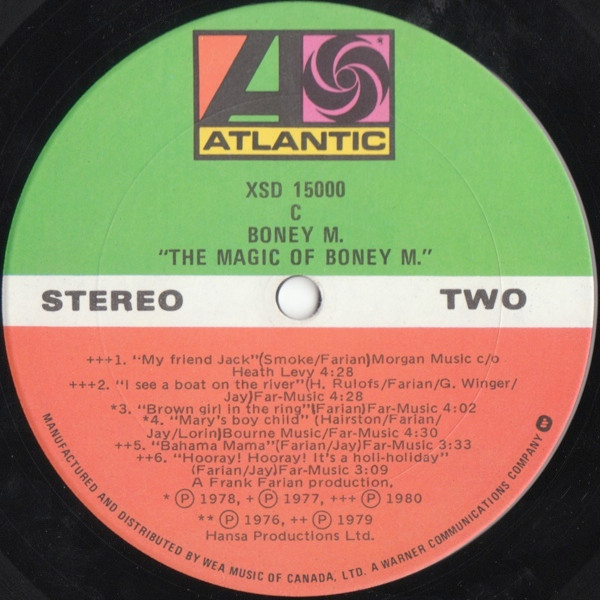 ATLANTIC
XSD 15000
C
BONEY M.
"THE MAGIC OF BONEY M."
STEREO
TWO
+++1. "My friend Jack"(Smoke/Farian)Morgan Music c/o
Heath Levy 4:28
+++2. "I see a boat on the river"(H. Rulofs/Farian/G. Winger/
Jay)Far-Music 4:28
*3. "Brown girl in the ring"(Farian)Far-Music 4:02
*4. "Mary's boy child" (Hairston/Farian/
Jay/Lorin)Bourne Music/Far-Music 4:30
++5. "Bahama Mama"(Farian/Jay)Far-Music 3:33
++6. "Hooray! Hooray! It's a holl-holiday"
(Farian/Jay)Far-Music 3:09
A Frank Farian production.
* ℗ 1978, + ℗ 1977, +++ ℗ 1980
** ℗ 1976, ++ ℗ 1979
Hansa Productions Ltd.
MANUFACTURED AND DISTRIBUTED BY WEA MUSIC OF CANADA, LTD. A WARNER COMMUNICATIONS COMPANY